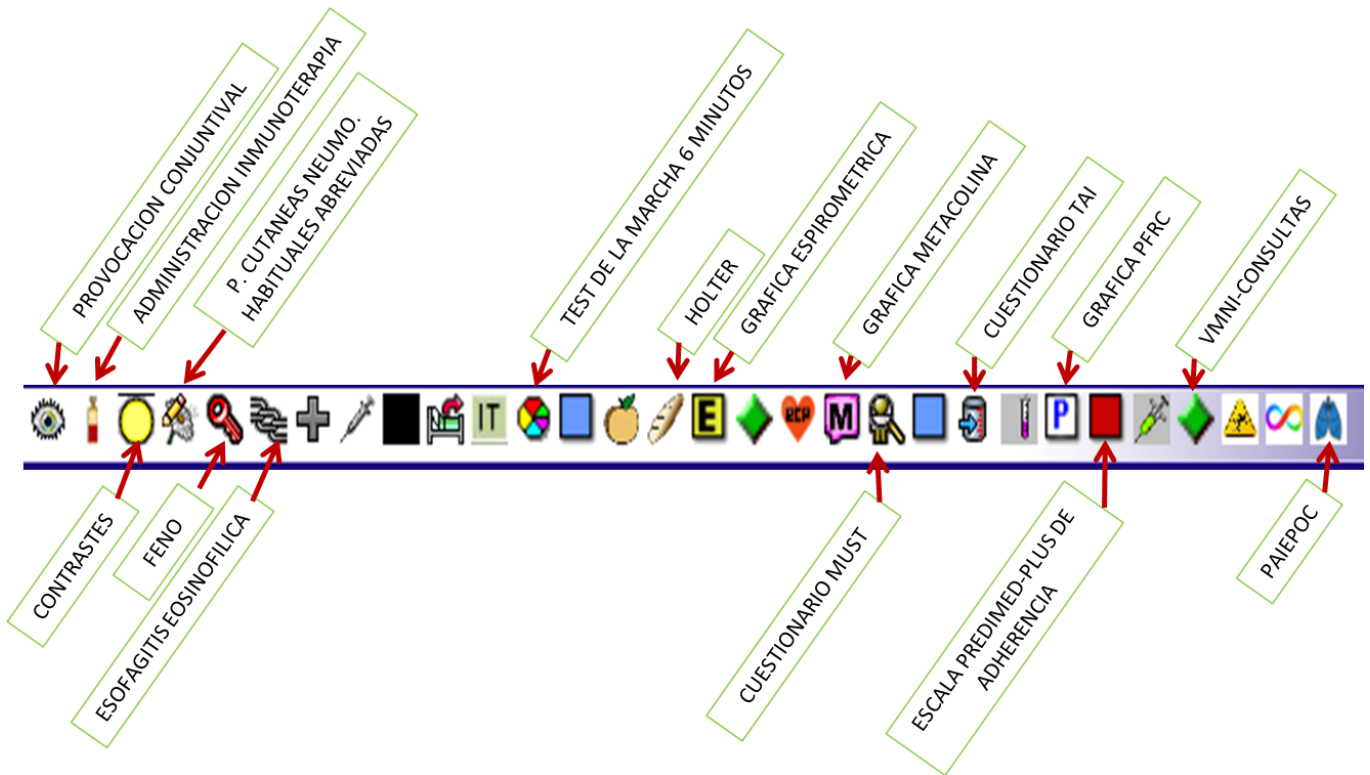 PROVOCACION CONJUNTIVAL
ADMINISTRACION INMUNOTERAPIA
P. CUTANEAS NEUMO.
HABITUALES ABREVIADAS
TEST DE LA MARCHA 6 MINUTOS
HOLTER
GRAFICA ESPIROMETRICA
GRAFICA METACOLINA
CUESTIONARIO TAI
GRAFICA PFRC
VMNI-CONSULTAS
IT
E
RCP
M
P
CONTRASTES
FENO
ESOFAGITIS EOSINOFILICA
CUESTIONARIO MUST
ESCALA PREDIMED-PLUS DE
ADHERENCIA
PAIEPOC